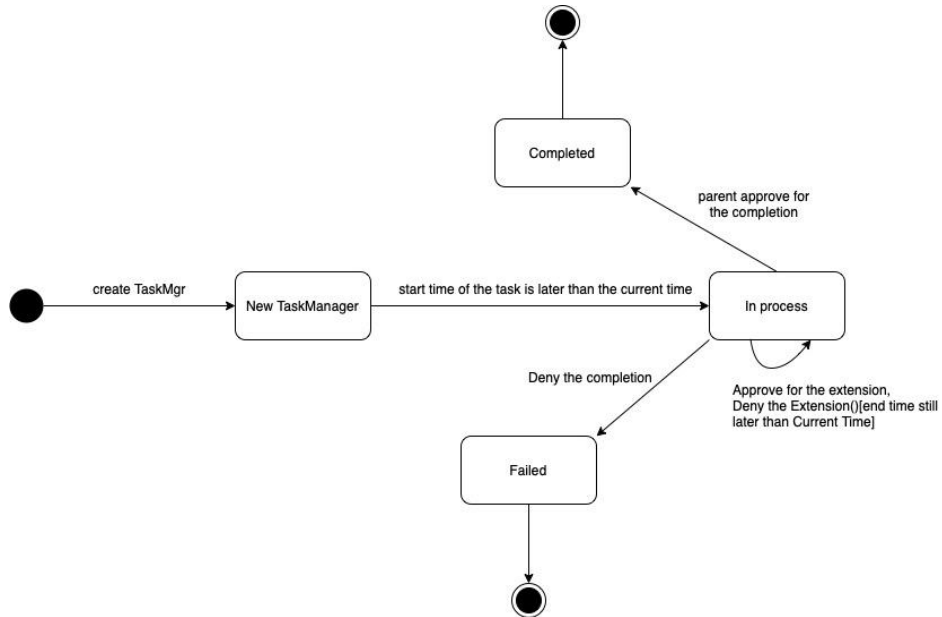 Completed
parent approve for
the completion
create TaskMgr
New TaskManager
start time of the task is later than the current time
In process
Deny the completion
Approve for the extension,
Deny the Extension()[end time still
later than Current Time]
Failed